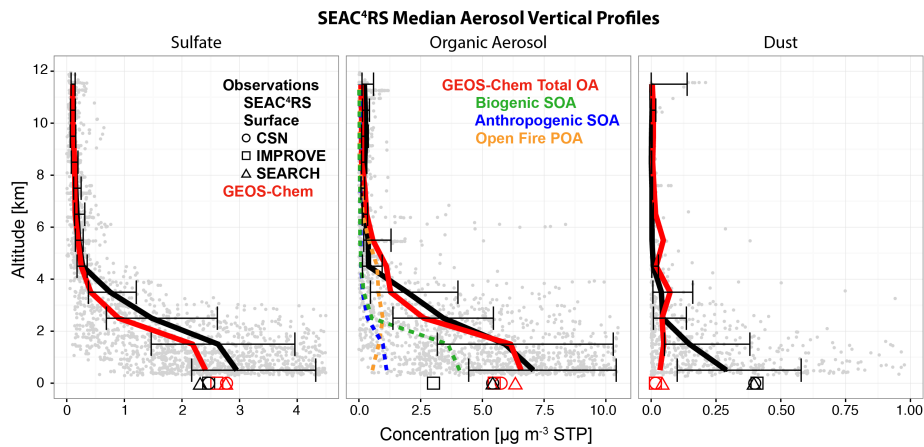 SEAC⁴RS Median Aerosol Vertical Profiles
Sulfate
Organic Aerosol
Dust
Altitude [km]
12
10
8
6
4
2
0
Observations
SEAC⁴RS
Surface
CSN
IMPROVE
SEARCH
GEOS-Chem
GEOS-Chem Total OA
Biogenic SOA
Anthropogenic SOA
Open Fire POA
0 1 2 3 4
0.0 2.5 5.0 7.5 10.0
0.00 0.25 0.50 0.75 1.00
Concentration [µg m⁻³ STP]